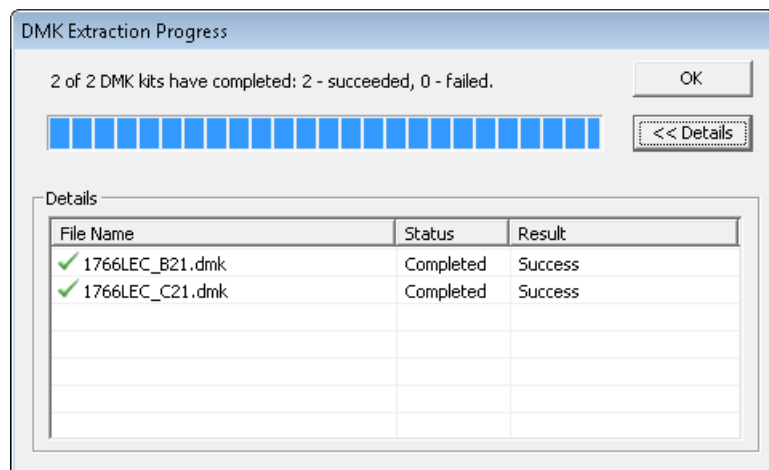 DMK Extraction Progress
2 of 2 DMK kits have completed: 2 - succeeded, 0 - failed.
OK
<< Details
Details
File Name Status Result
1766LEC_B21.dmk Completed Success
1766LEC_C21.dmk Completed Success